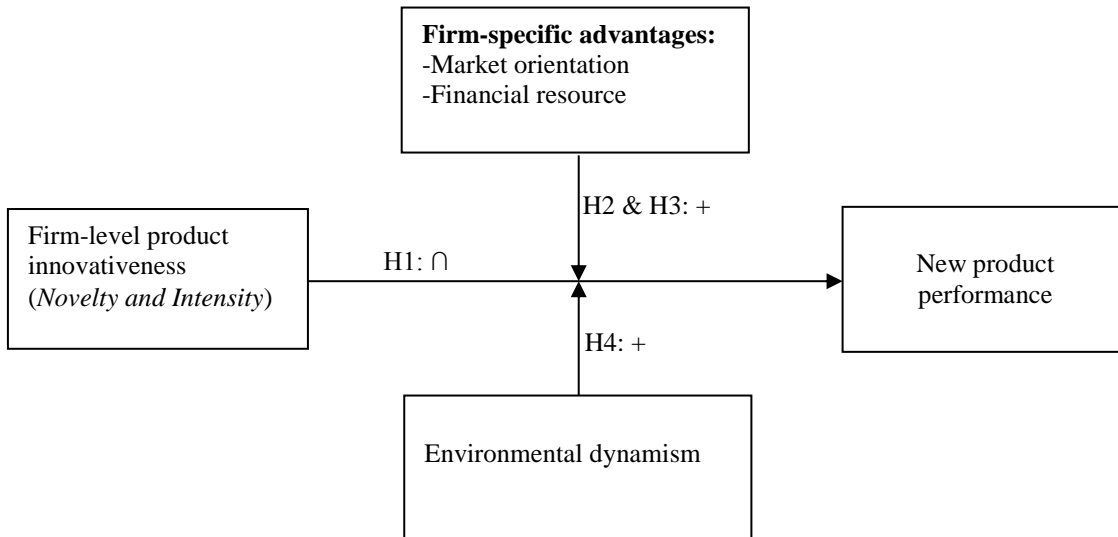 Firm-specific advantages:
-Market orientation
-Financial resource
H2 & H3: +
Firm-level product
innovativeness
(Novelty and Intensity)
H1: ∩
New product
performance
H4: +
Environmental dynamism